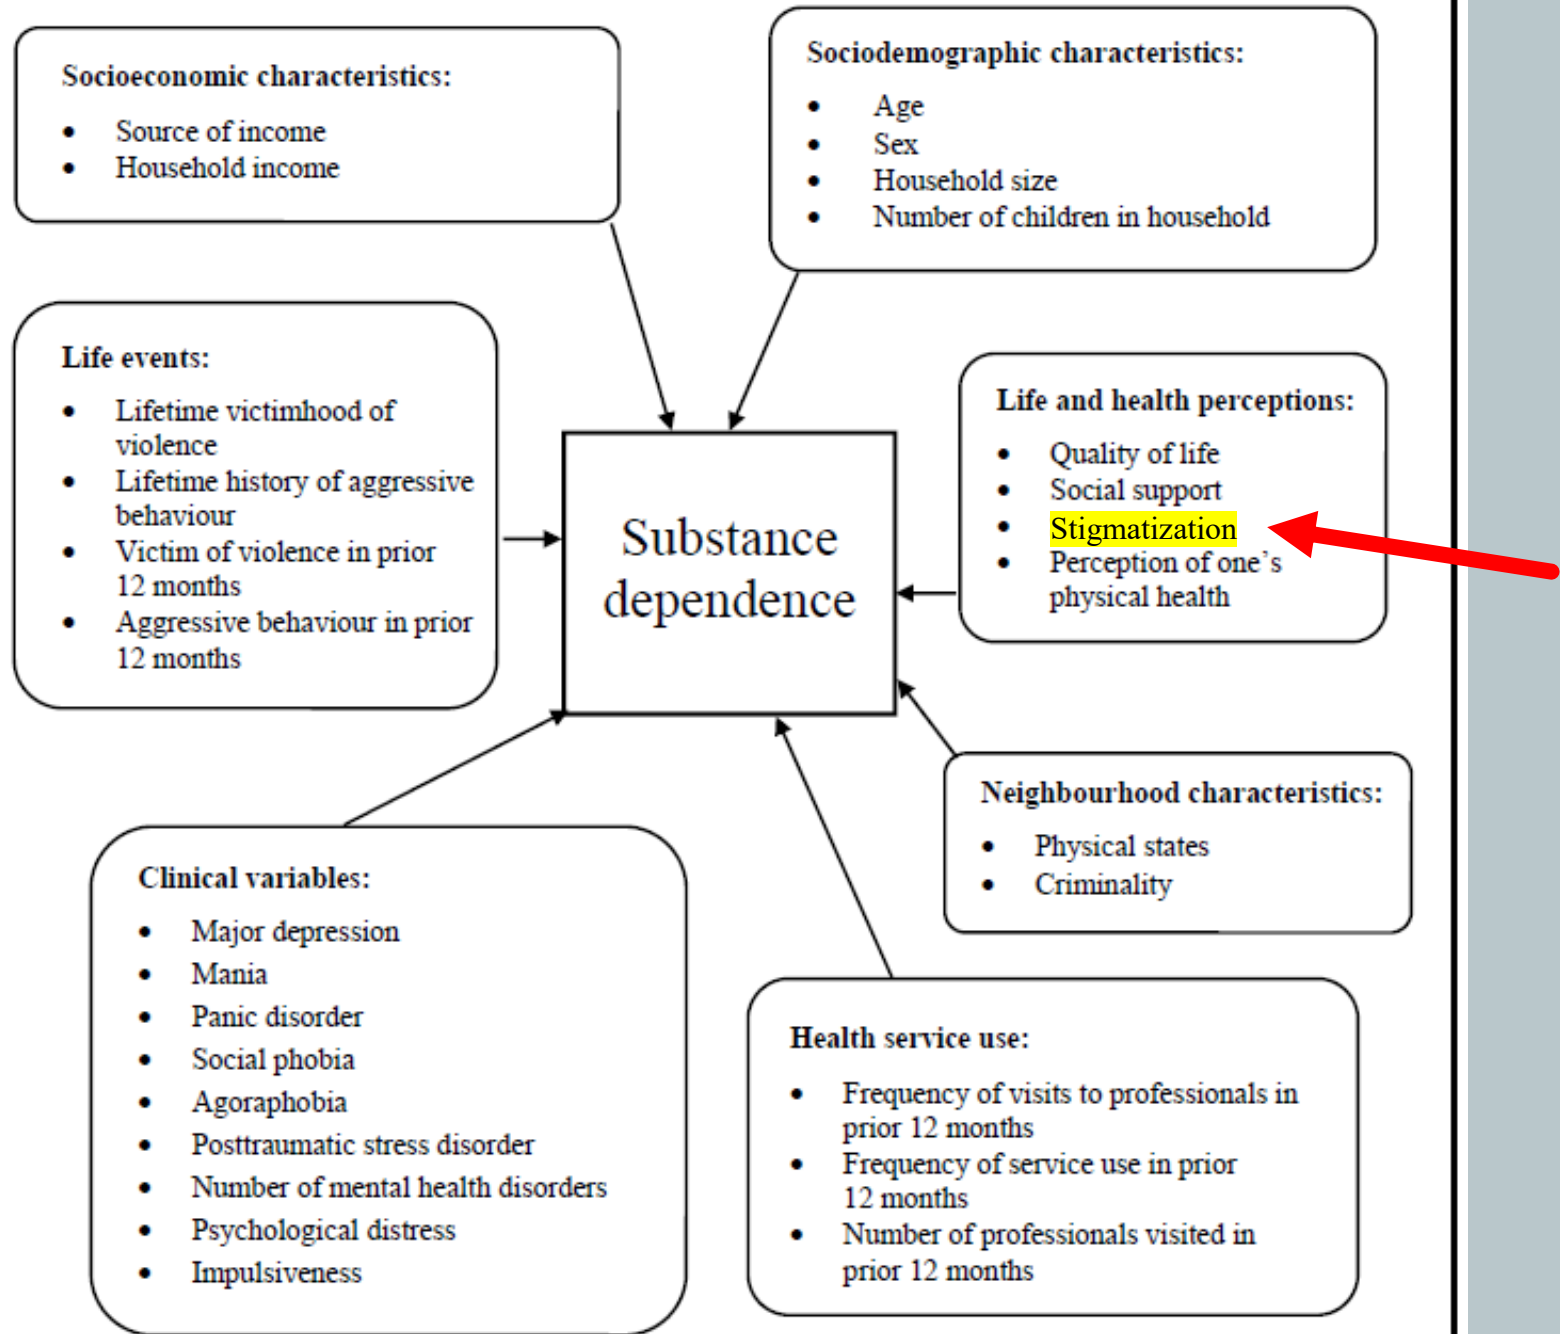 Socioeconomic characteristics:
• Source of income
• Household income
Sociodemographic characteristics:
• Age
• Sex
• Household size
• Number of children in household
Life events:
• Lifetime victimhood of
violence
• Lifetime history of aggressive
behaviour
• Victim of violence in prior
12 months
• Aggressive behaviour in prior
12 months
Substance
dependence
Life and health perceptions:
• Quality of life
• Social support
• Stigmatization
• Perception of one’s
physical health
Neighbourhood characteristics:
• Physical states
• Criminality
Clinical variables:
• Major depression
• Mania
• Panic disorder
• Social phobia
• Agoraphobia
• Posttraumatic stress disorder
• Number of mental health disorders
• Psychological distress
• Impulsiveness
Health service use:
• Frequency of visits to professionals in
prior 12 months
• Frequency of service use in prior
12 months
• Number of professionals visited in
prior 12 months